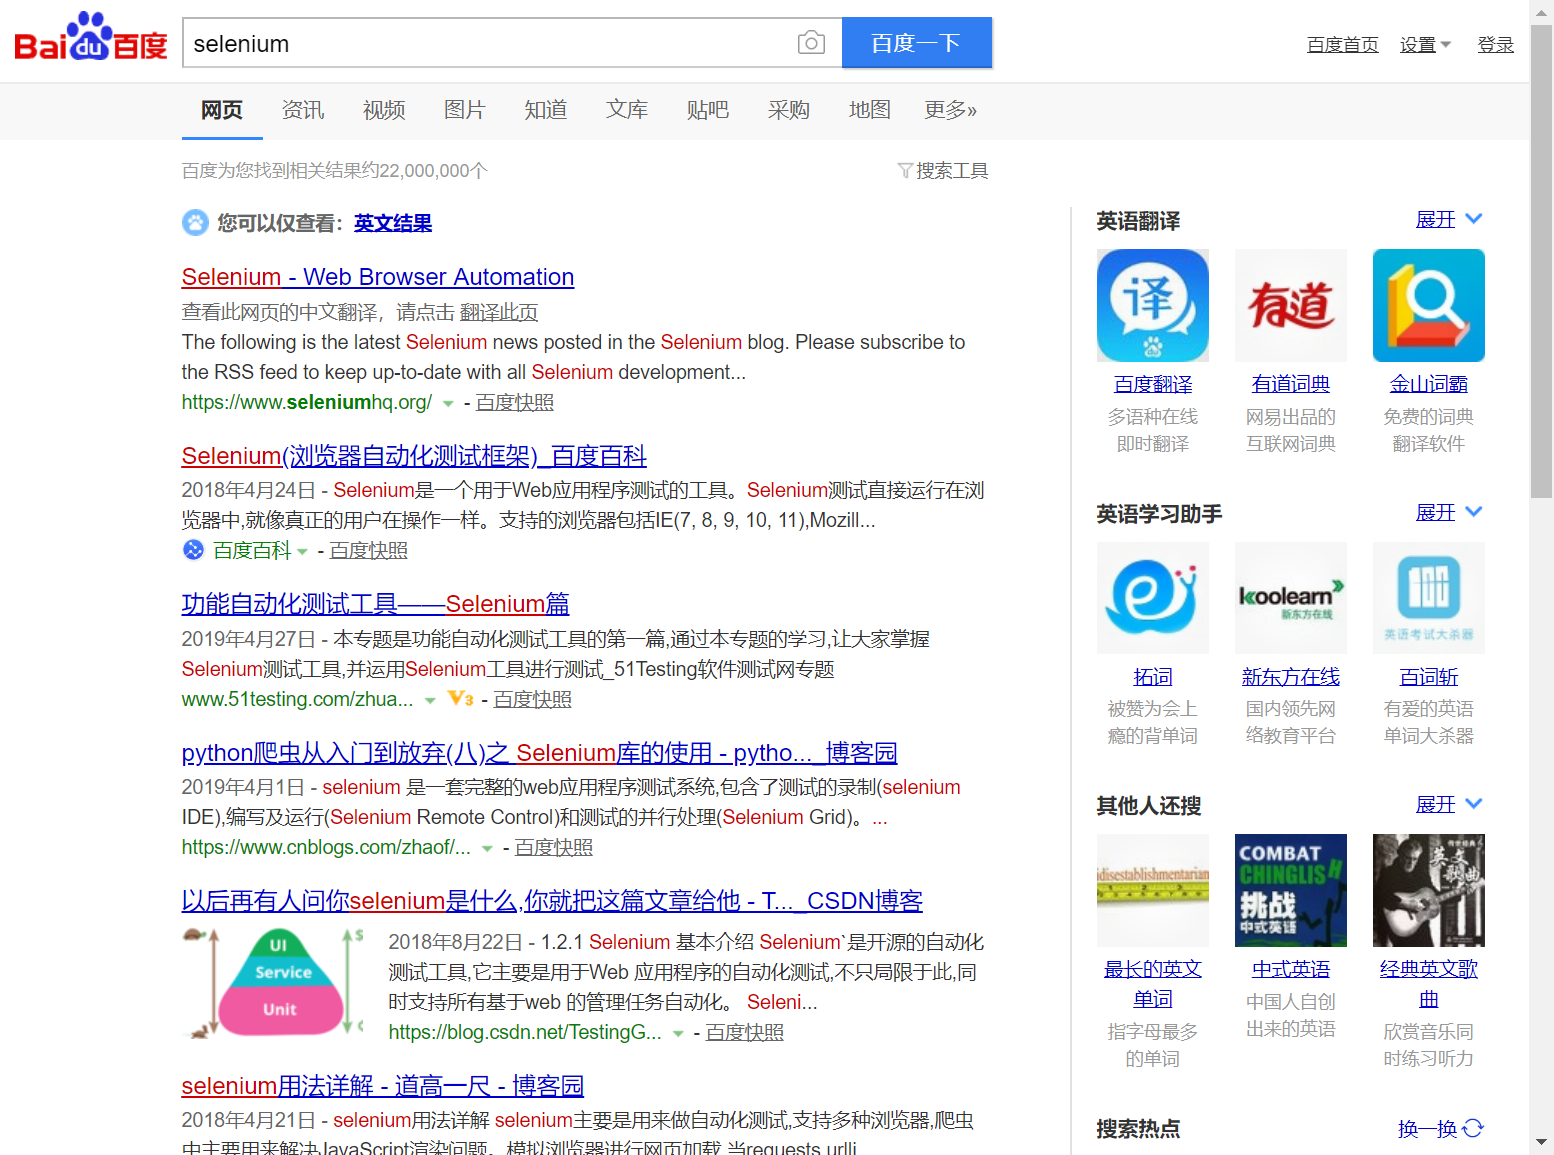 Baidu百度
selenium
百度一下
百度首页 设置 登录
网页 资讯 视频 图片 知道 文库 贴吧 采购 地图 更多»
百度为您找到相关结果约22,000,000个
搜索工具
您可以仅查看：英文结果
Selenium - Web Browser Automation
查看此网页的中文翻译，请点击 翻译此页
The following is the latest Selenium news posted in the Selenium blog. Please subscribe to
the RSS feed to keep up-to-date with all Selenium development...
https://www.seleniumhq.org/ - 百度快照
Selenium(浏览器自动化测试框架)_百度百科
2018年4月24日 - Selenium是一个用于Web应用程序测试的工具。Selenium测试直接运行在浏
览器中,就像真正的用户在操作一样。支持的浏览器包括IE(7, 8, 9, 10, 11),Mozill...
百度百科 - 百度快照
功能自动化测试工具——Selenium篇
2019年4月27日 - 本专题是功能自动化测试工具的第一篇,通过本专题的学习,让大家掌握
Selenium测试工具,并运用Selenium工具进行测试_51Testing软件测试网专题
www.51testing.com/zhua... V3 - 百度快照
python爬虫从入门到放弃(八)之 Selenium库的使用 - pytho..._博客园
2019年4月1日 - selenium 是一套完整的web应用程序测试系统,包含了测试的录制(selenium
IDE),编写及运行(Selenium Remote Control)和测试的并行处理(Selenium Grid)。...
https://www.cnblogs.com/zhaof/... - 百度快照
以后再有人问你selenium是什么,你就把这篇文章给他 - T..._CSDN博客
UI
Service
Unit
$
2018年8月22日 - 1.2.1 Selenium 基本介绍 Selenium`是开源的自动化
测试工具,它主要是用于Web 应用程序的自动化测试,不只局限于此,同
时支持所有基于web 的管理任务自动化。 Seleni...
https://blog.csdn.net/TestingG... - 百度快照
selenium用法详解 - 道高一尺 - 博客园
2018年4月21日 - selenium用法详解 selenium主要是用来做自动化测试,支持多种浏览器,爬虫
中主要用来解决JavaScript渲染问题。模拟浏览器进行网页加载,当requests,urlli
英语翻译 展开
译
有道
百度翻译 有道词典 金山词霸
多语种在线 网易出品的 免费的词典
即时翻译 互联网词典 翻译软件
英语学习助手 展开
koolearn
新东方在线
英语考试大杀器
拓词 新东方在线 百词斩
被赞为会上 国内领先网 有爱的英语
瘾的背单词 络教育平台 单词大杀器
其他人还搜 展开
idisestablishmentarian
COMBAT
CHINGLISH
挑战
中式英语
英文
歌曲
最长的英文 中式英语 经典英文歌
单词 曲
指字母最多 中国人自创 欣赏音乐同
的单词 出来的英语 时练习听力
搜索热点 换一换